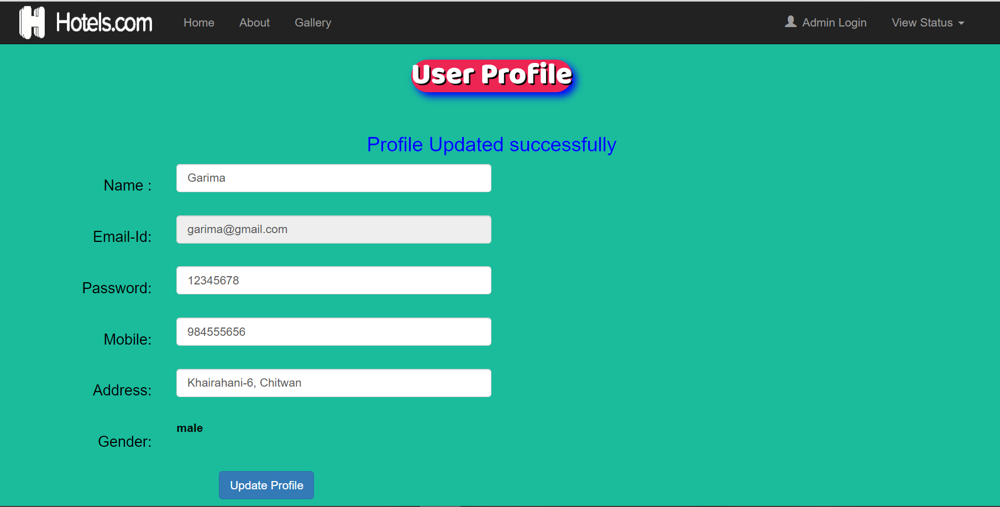 Hotels.com Home About Gallery Admin Login View Status
User Profile
Profile Updated successfully
Name : Garima
Email-Id: garima@gmail.com
Password: 12345678
Mobile: 984555656
Address: Khairahani-6, Chitwan
Gender: male
Update Profile